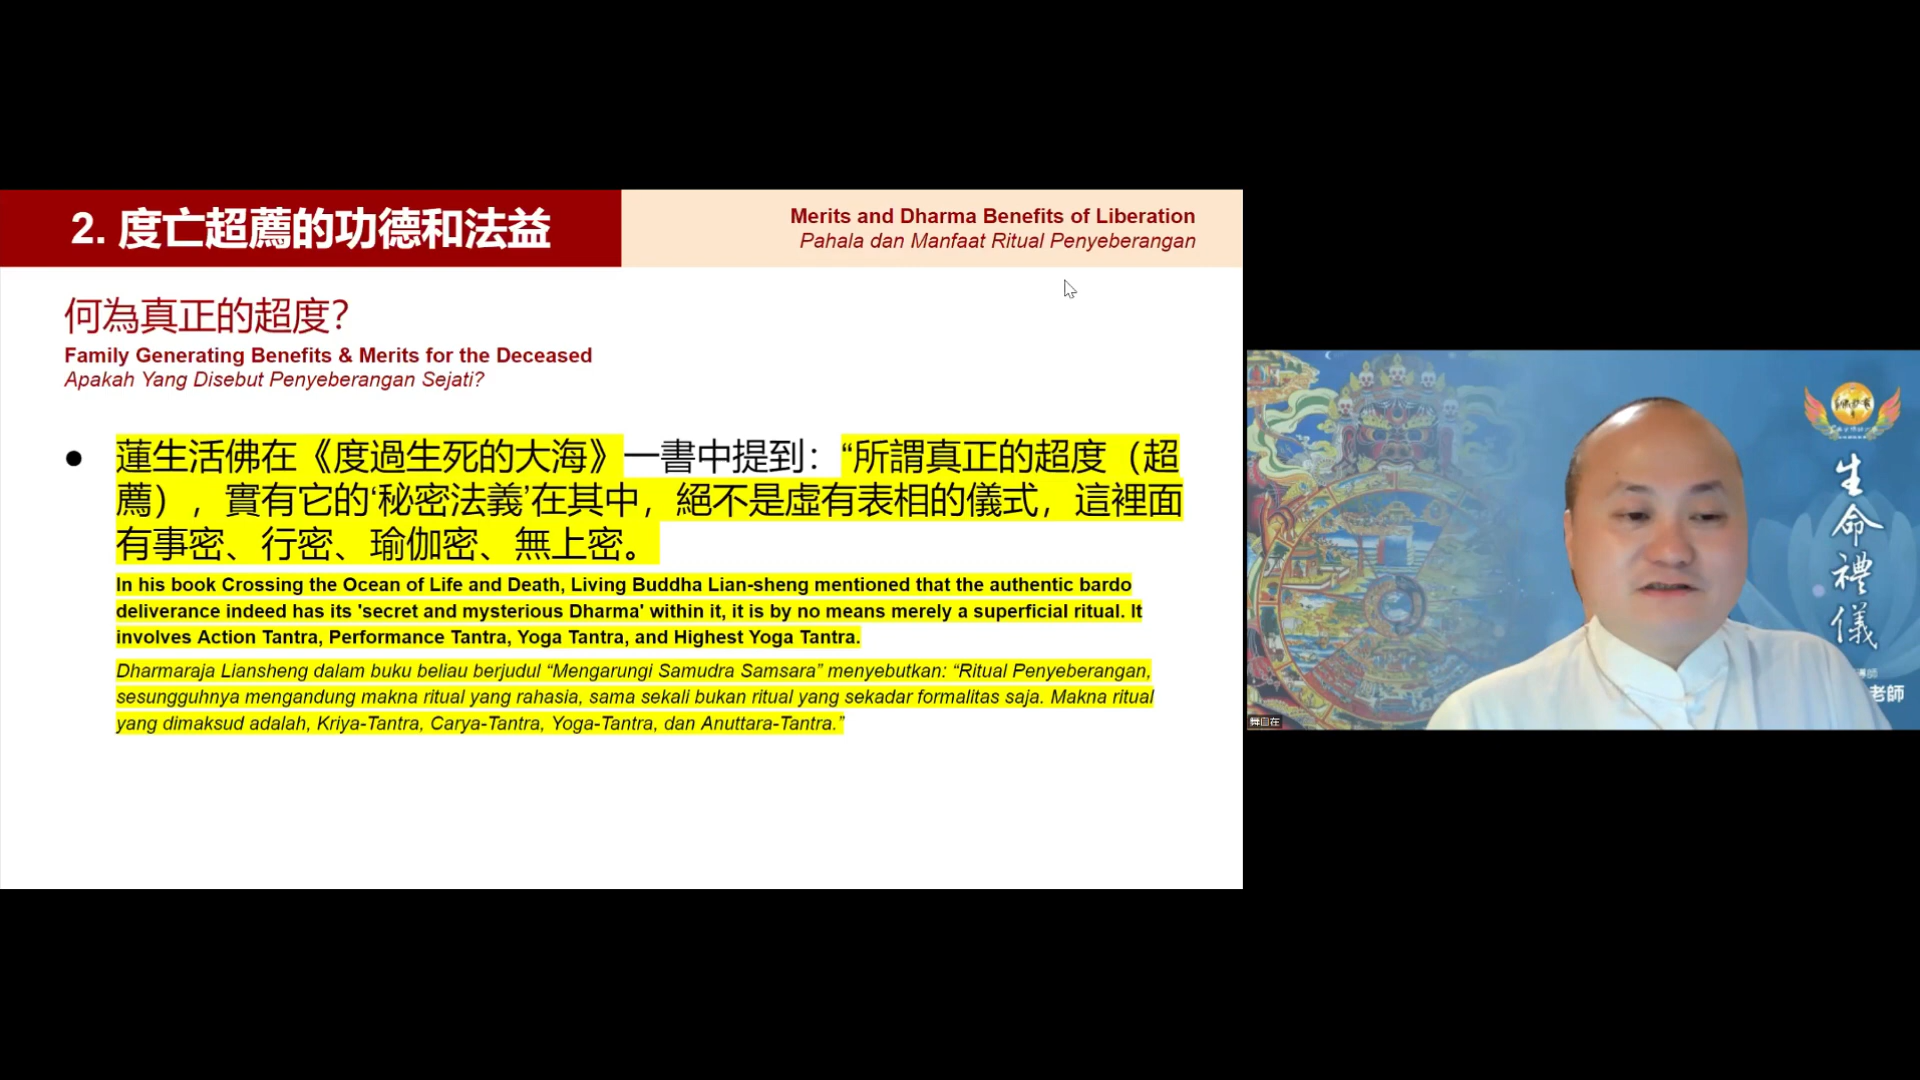 2. 度亡超薦的功德和法益
Merits and Dharma Benefits of Liberation
Pahala dan Manfaat Ritual Penyeberangan
何為真正的超度?
Family Generating Benefits & Merits for the Deceased
Apakah Yang Disebut Penyeberangan Sejati?
● 蓮生活佛在《度過生死的大海》一書中提到：“所謂真正的超度（超
薦），實有它的‘秘密法義’在其中，絕不是虛有表相的儀式，這裡面
有事密、行密、瑜伽密、無上密。
In his book Crossing the Ocean of Life and Death, Living Buddha Lian-sheng mentioned that the authentic bardo
deliverance indeed has its 'secret and mysterious Dharma' within it, it is by no means merely a superficial ritual. It
involves Action Tantra, Performance Tantra, Yoga Tantra, and Highest Yoga Tantra.
Dharmaraja Liansheng dalam buku beliau berjudul “Mengarungi Samudra Samsara” menyebutkan: “Ritual Penyeberangan,
sesungguhnya mengandung makna ritual yang rahasia, sama sekali bukan ritual yang sekadar formalitas saja. Makna ritual
yang dimaksud adalah, Kriya-Tantra, Carya-Tantra, Yoga-Tantra, dan Anuttara-Tantra.”
生命禮儀
老師